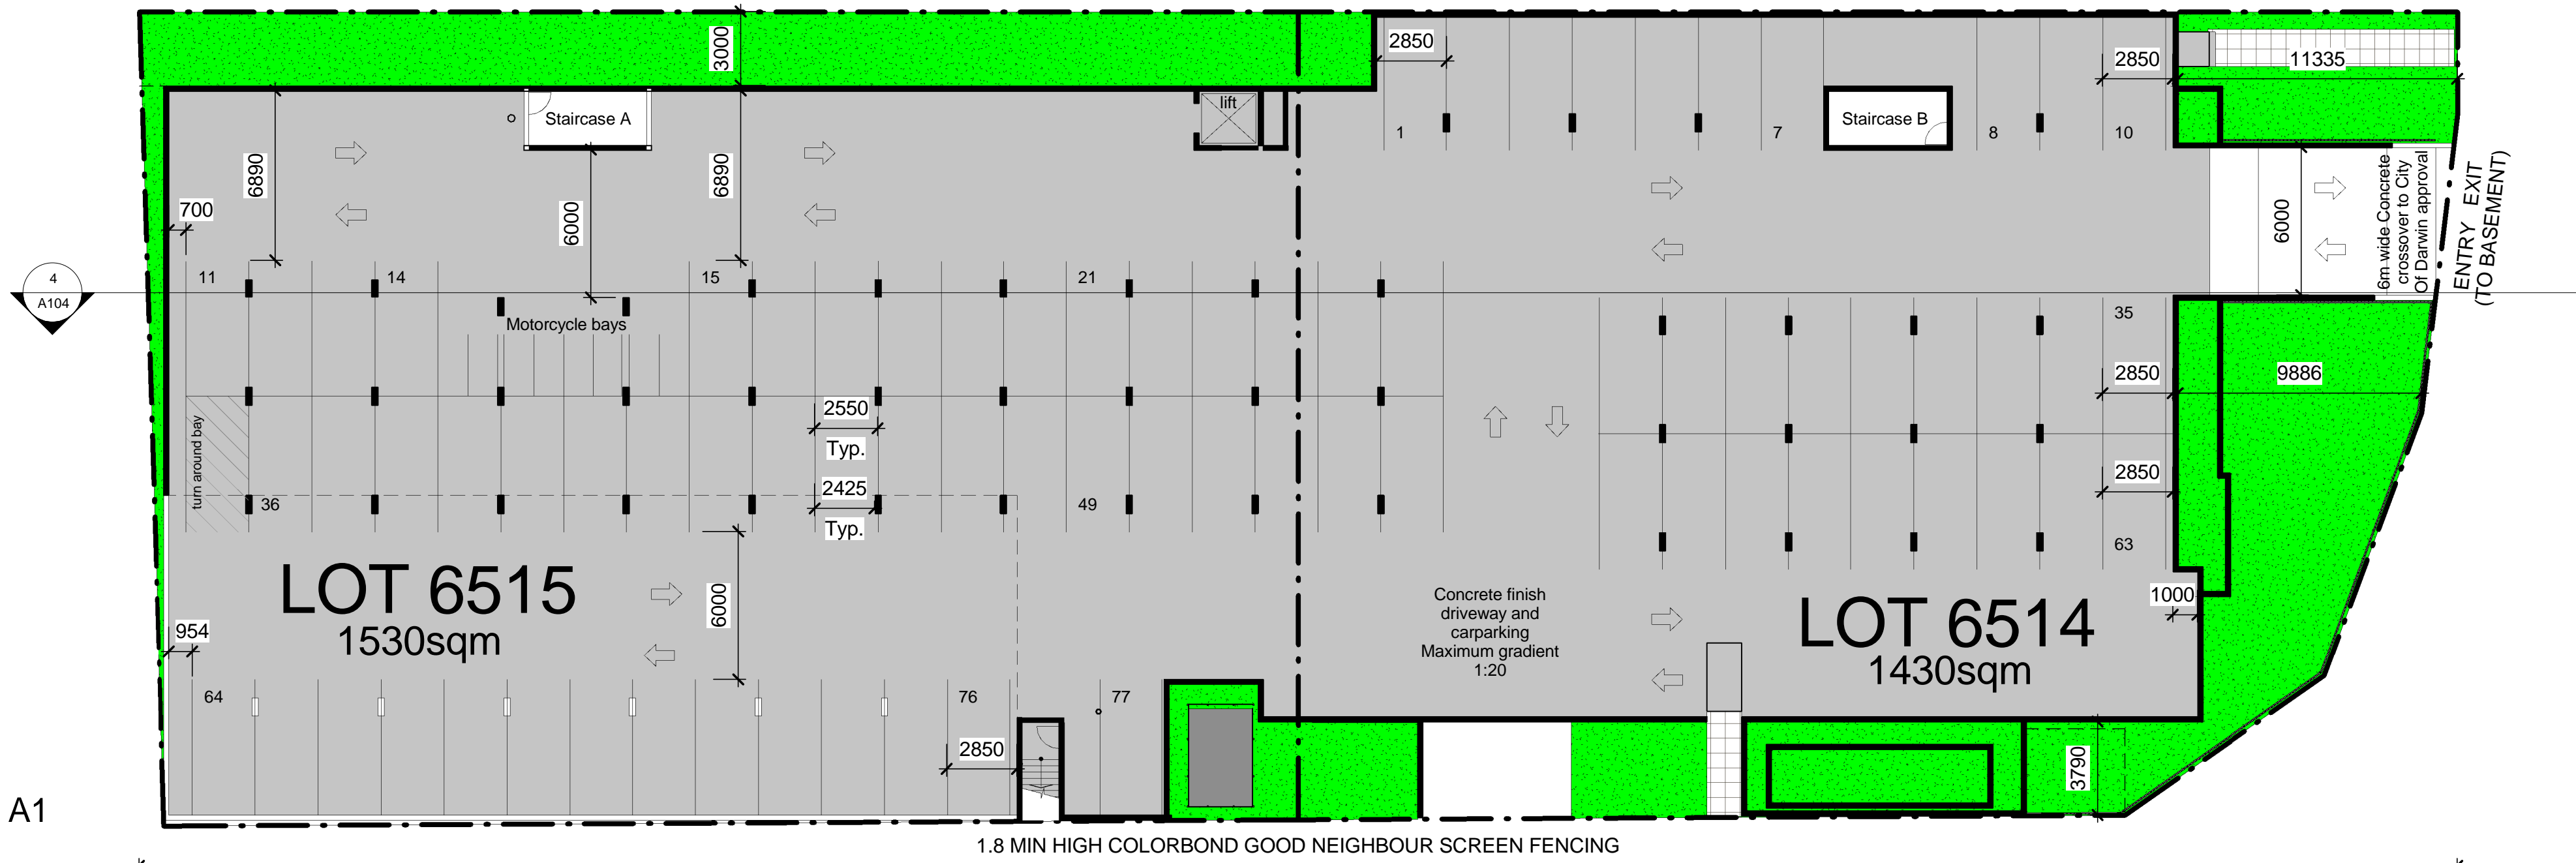 3000
2850
2850
11335
lift
Staircase A
Staircase B
1
7
8
10
6890
6890
6000
700
6000
6m wide Concrete
crossover to City
Of Darwin approval
ENTRY EXIT
(TO BASEMENT)
4
A104
11
14
15
21
35
Motorcycle bays
2850
9886
2550
Typ.
turn around bay
2850
2425
Typ.
36
49
63
LOT 6515
1530sqm
6000
Concrete finish
driveway and
carparking
Maximum gradient
1:20
LOT 6514
1430sqm
1000
954
64
76
77
2850
3790
A1
1.8 MIN HIGH COLORBOND GOOD NEIGHBOUR SCREEN FENCING